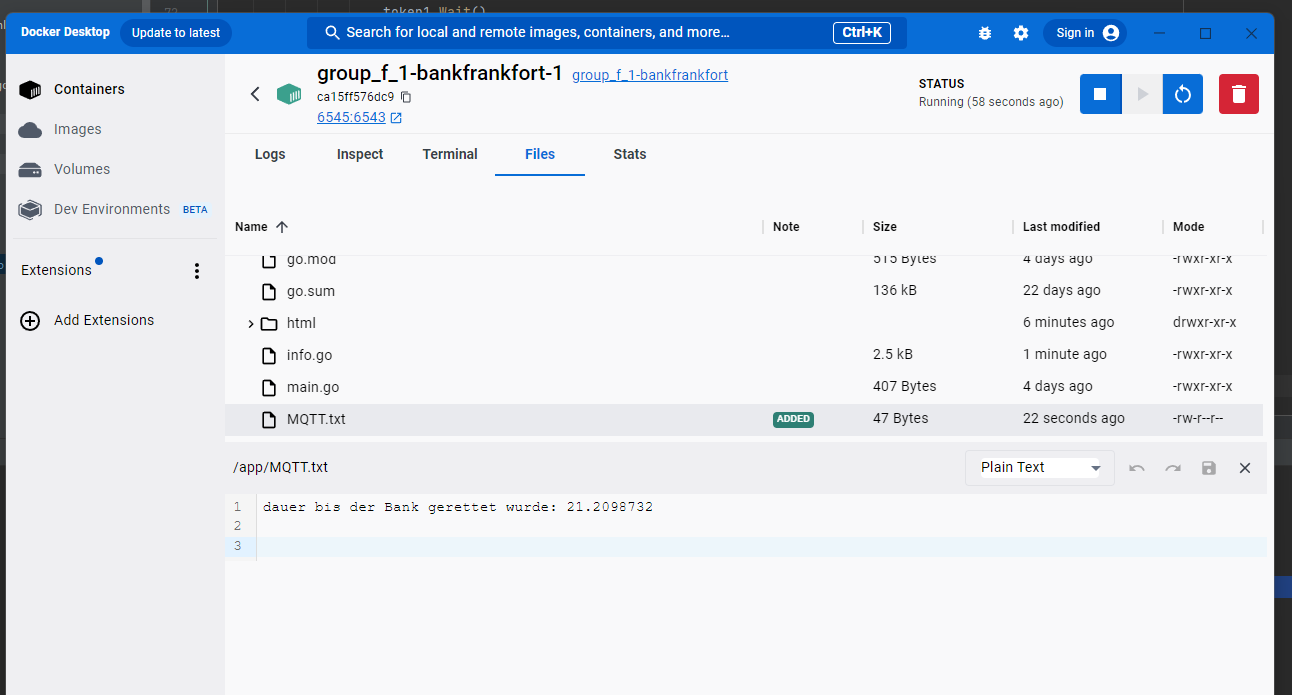 token1.Wait()
Docker Desktop
Update to latest
Search for local and remote images, containers, and more...
Ctrl+K
Sign in
Containers
Images
Volumes
Dev Environments BETA
Extensions
Add Extensions
group_f_1-bankfrankfort-1 group_f_1-bankfrankfort
ca15ff576dc9
6545:6543
STATUS
Running (58 seconds ago)
Logs Inspect Terminal Files Stats
Name Note Size Last modified Mode
go.mod 515 Bytes 4 days ago -rwxr-xr-x
go.sum 136 kB 22 days ago -rwxr-xr-x
html 6 minutes ago drwxr-xr-x
info.go 2.5 kB 1 minute ago -rwxr-xr-x
main.go 407 Bytes 4 days ago -rwxr-xr-x
MQTT.txt ADDED 47 Bytes 22 seconds ago -rw-r--r--
/app/MQTT.txt Plain Text
1 dauer bis der Bank gerettet wurde: 21.2098732
2
3